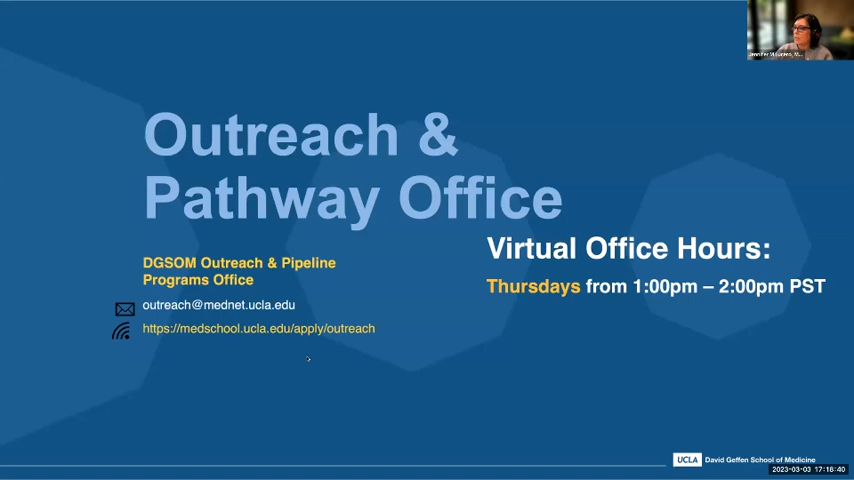 Outreach &
Pathway Office
Virtual Office Hours:
DGSOM Outreach & Pipeline
Programs Office
Thursdays from 1:00pm – 2:00pm PST
outreach@mednet.ucla.edu
https://medschool.ucla.edu/apply/outreach
UCLA David Geffen School of Medicine
2023-03-03 17:18:40